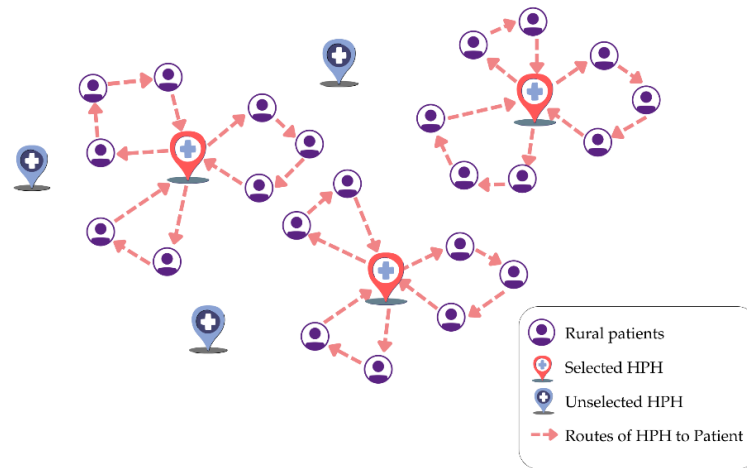 Rural patients
Selected HPH
Unselected HPH
Routes of HPH to Patient